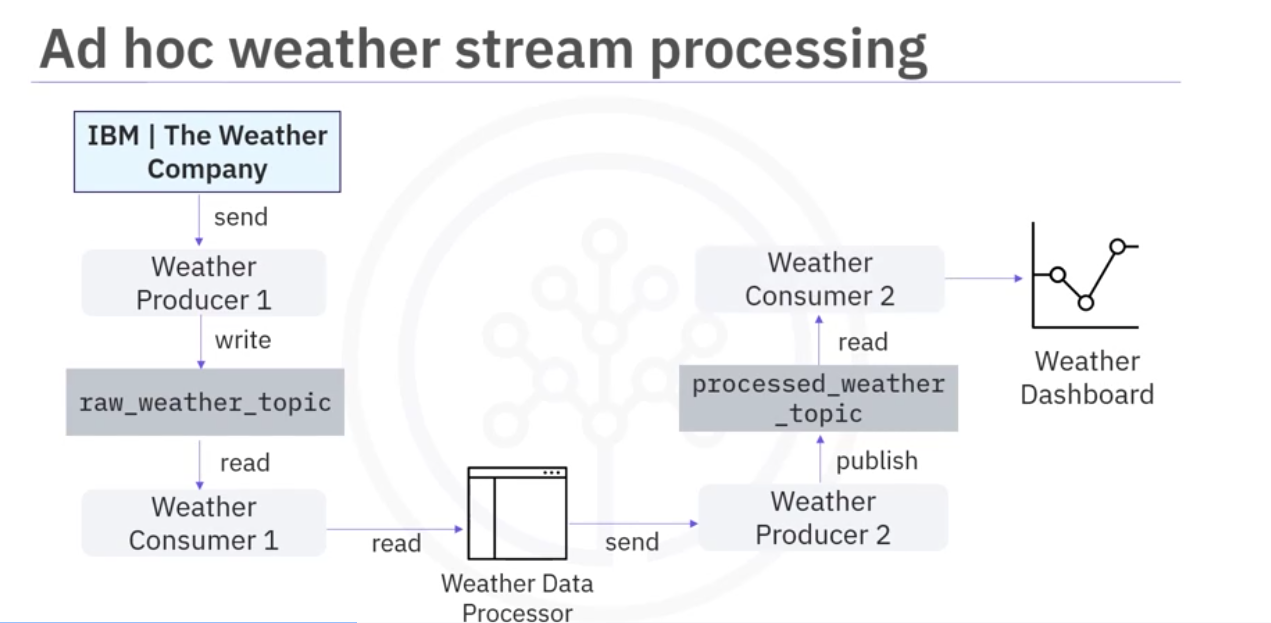 Ad hoc weather stream processing
IBM | The Weather
Company
send
Weather
Producer 1
write
raw_weather_topic
read
Weather
Consumer 1
read
Weather Data
Processor
send
Weather
Producer 2
publish
processed_weather
_topic
read
Weather
Consumer 2
Weather
Dashboard